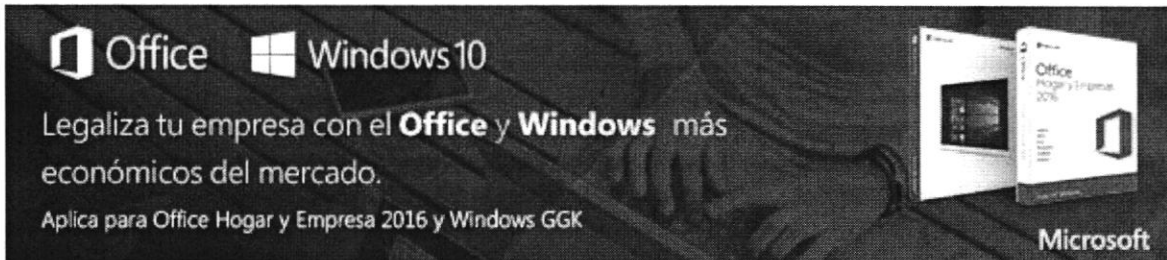 Office Windows 10
Legaliza tu empresa con el Office y Windows más
económicos del mercado.
Aplica para Office Hogar y Empresa 2016 y Windows GGK
Office
Hogar y Empresas
2016
Microsoft